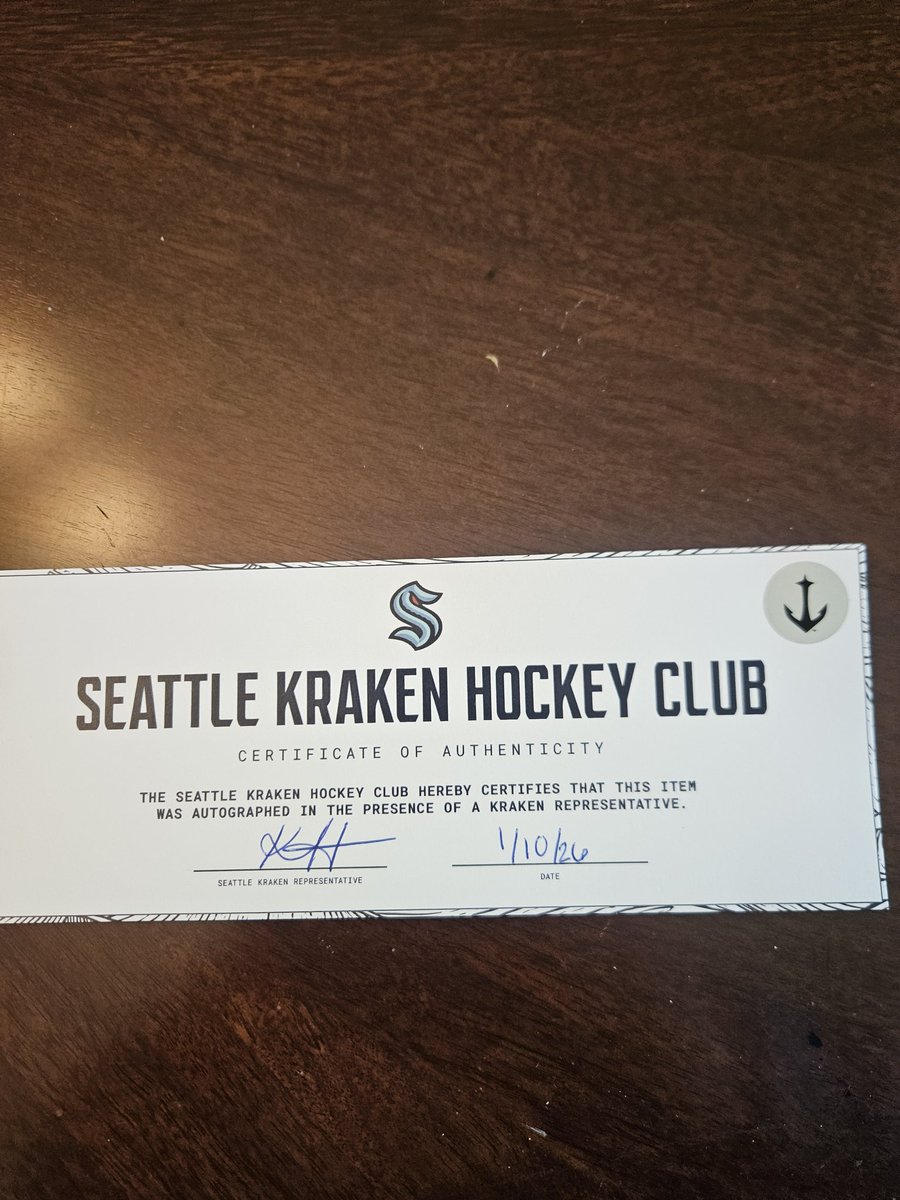 SEATTLE KRAKEN HOCKEY CLUB
CERTIFICATE OF AUTHENTICITY
THE SEATTLE KRAKEN HOCKEY CLUB HEREBY CERTIFIES THAT THIS ITEM
WAS AUTOGRAPHED IN THE PRESENCE OF A KRAKEN REPRESENTATIVE.
1/10/26
SEATTLE KRAKEN REPRESENTATIVE
DATE